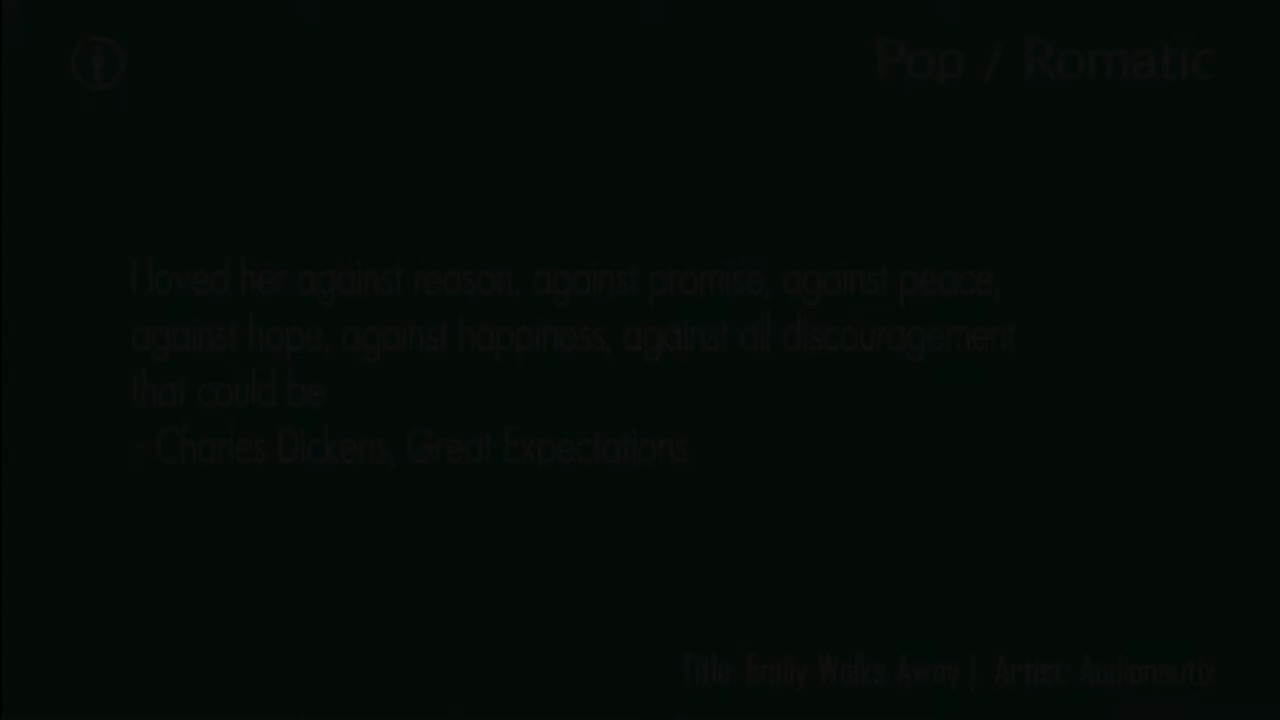 Pop / Romatic
I loved her against reason, against promise, against peace,
against hope, against happiness, against all discouragement
that could be
- Charles Dickens, Great Expectations
Title: Emily Walks Away | Artist: